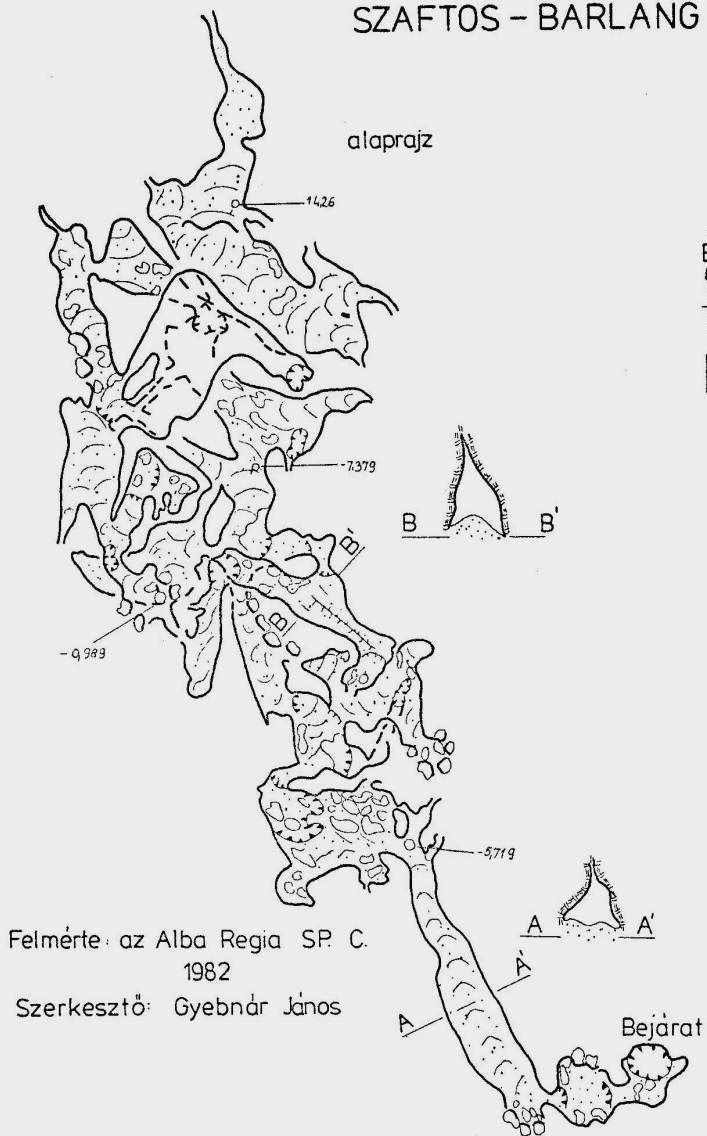 SZAFTOS - BARLANG
alaprajz
14,26
-7.379
B B'
B'
B
-0,989
-5,719
A A'
A'
A
Felmérte: az Alba Regia SP. C.
1982
Szerkesztő: Gyebnár János
Bejárat